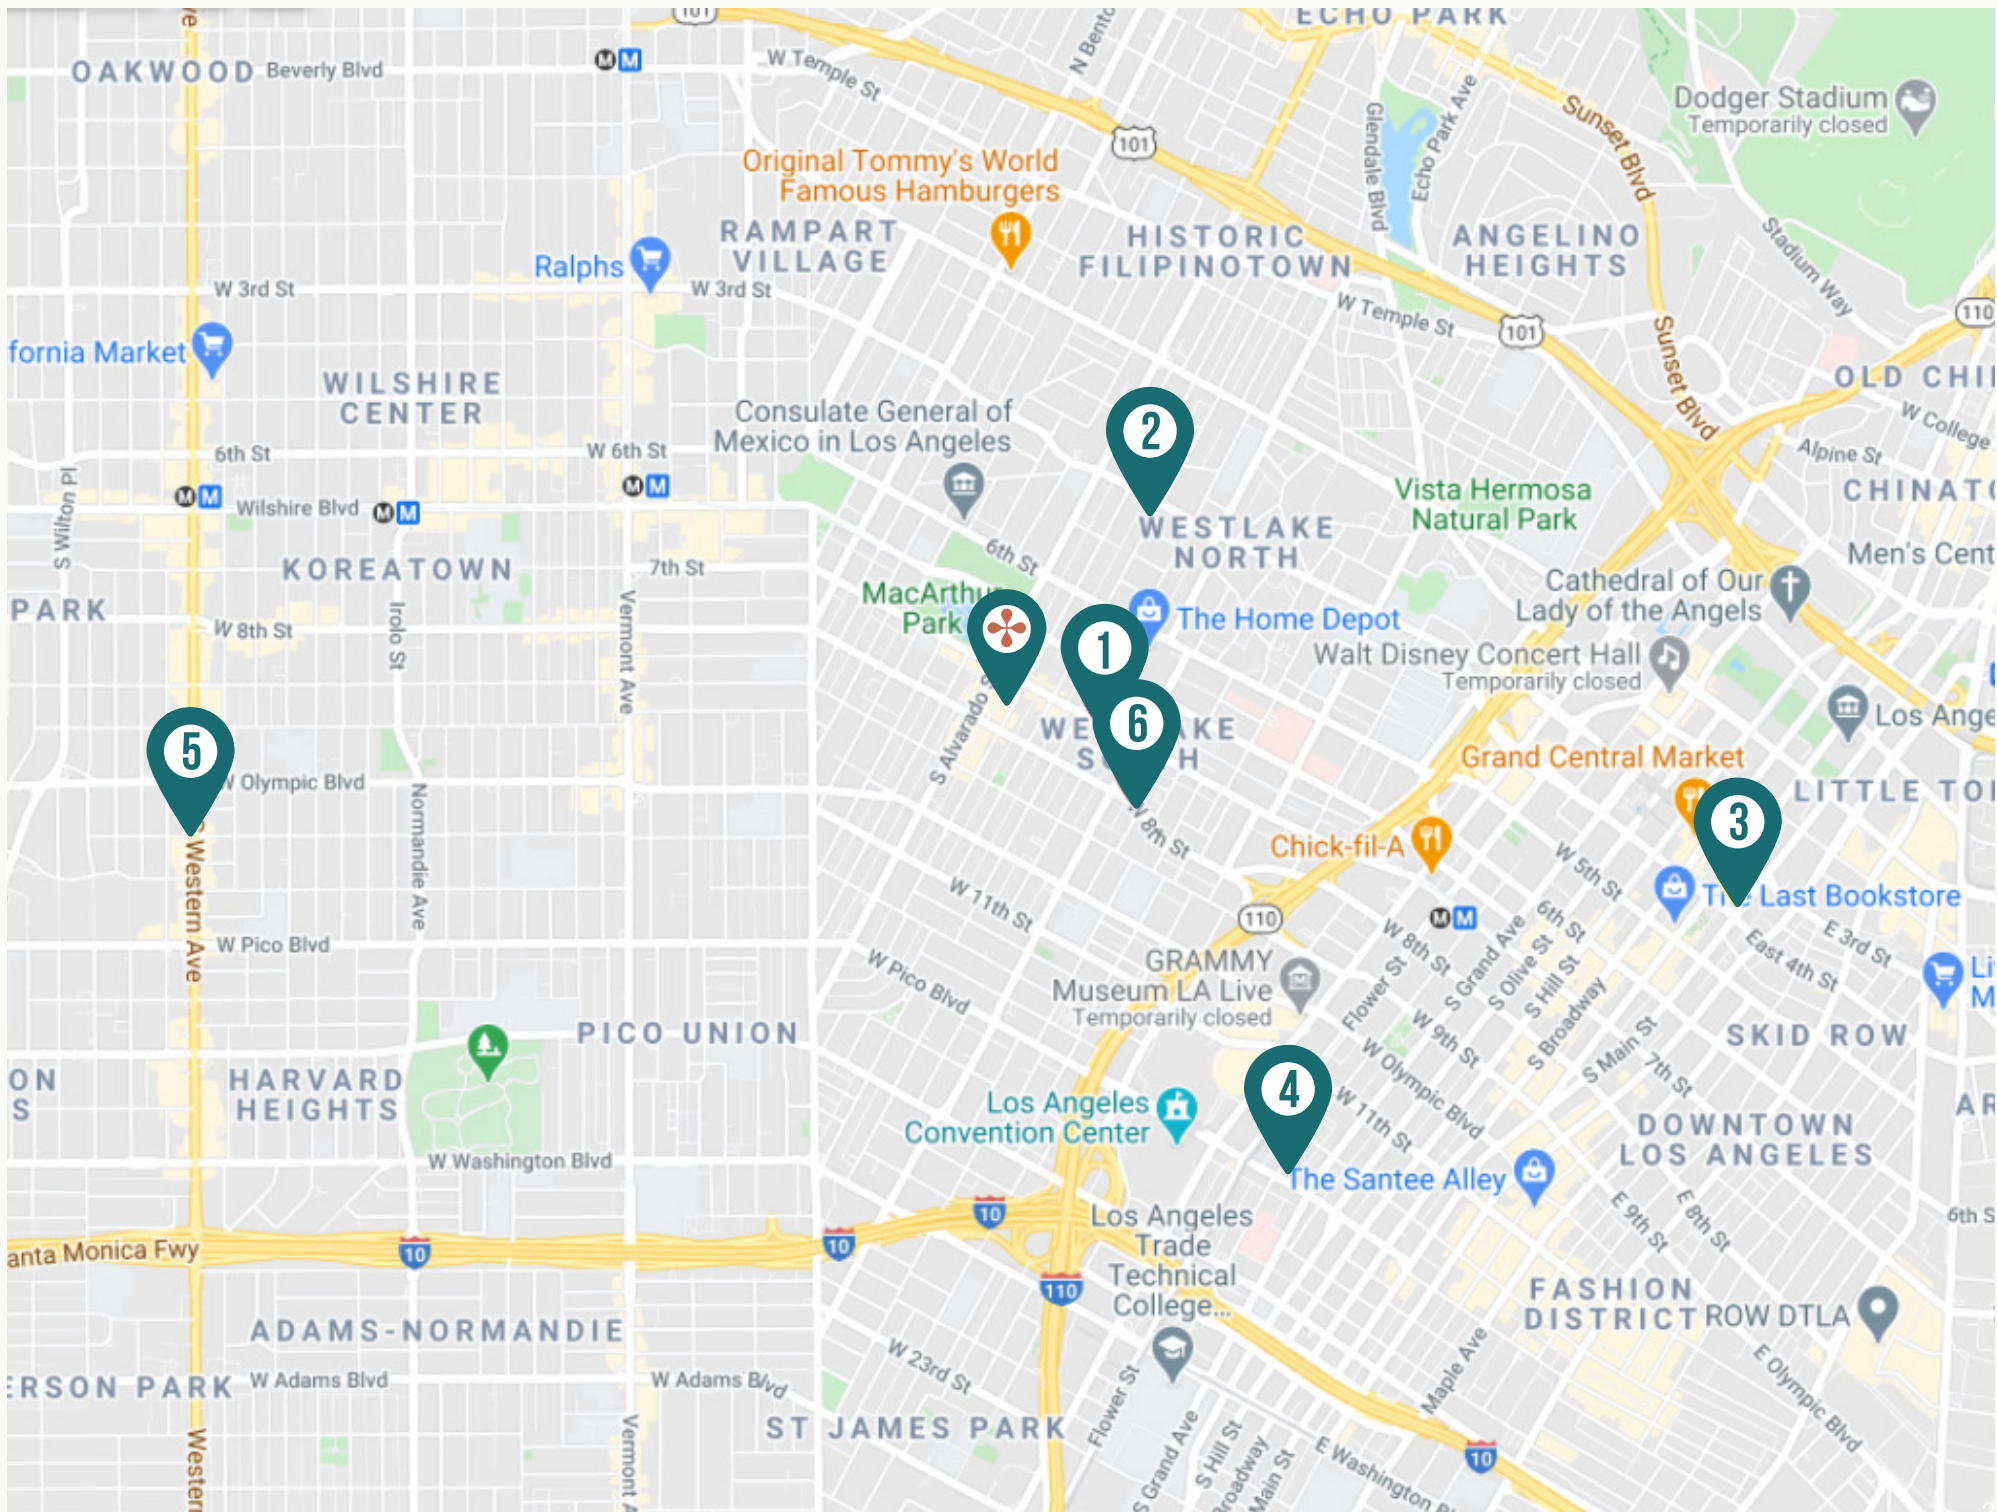 101
ECHO PARK
OAKWOOD
Beverly Blvd
M M
W Temple St
N Bento
Glendale Blvd
Echo Park Ave
Sunset Blvd
Dodger Stadium
Temporarily closed
101
Original Tommy's World
Famous Hamburgers
RAMPART
VILLAGE
HISTORIC
FILIPINOTOWN
ANGELINO
HEIGHTS
Stadium Way
Ralphs
W 3rd St
W 3rd St
W Temple St
101
110
fornia Market
Sunset Blvd
OLD CHI
WILSHIRE
CENTER
Consulate General of
Mexico in Los Angeles
2
W College
Alpine St
6th St
W 6th St
M M
M M
M M
S Wilton Pl
Wilshire Blvd
Vista Hermosa
Natural Park
CHINAT
WESTLAKE
NORTH
KOREATOWN
7th St
6th St
Men's Cent
PARK
MacArthu
Park
Cathedral of Our
Lady of the Angels
The Home Depot
W 8th St
Irolo St
Vermont Ave
1
Walt Disney Concert Hall
Temporarily closed
S Alvarado S
6
WE AKE
S H
Los Ange
5
Grand Central Market
W Olympic Blvd
LITTLE TO
Normandie Ave
W 8th St
3
Chick-fil-A
S Western Ave
W 5th St
The Last Bookstore
W 11th St
110
M M
6th St
E 3rd St
East 4th St
W Pico Blvd
W Pico Blvd
W 8th St
S Grand Ave
S Olive St
S Hill St
S Broadway
Flower St
GRAMMY
Museum LA Live
Temporarily closed
Li
M
W 9th St
PICO UNION
SKID ROW
W Olympic Blvd
S Main St
7th St
ON
S
HARVARD
HEIGHTS
4
W 11th St
AR
Los Angeles
Convention Center
DOWNTOWN
LOS ANGELES
W Washington Blvd
The Santee Alley
E 9th St
E 8th St
6th S
anta Monica Fwy
10
10
10
Los Angeles
Trade
Technical
College...
110
FASHION
DISTRICT
ROW DTLA
ADAMS-NORMANDIE
W 23rd St
Maple Ave
E Olympic Blvd
ERSON PARK
W Adams Blvd
W Adams Blvd
Flower St
ST JAMES PARK
Western
Vermont A
S Grand Ave
S Hill St
Broadway
Main St
E Washington Bl
10